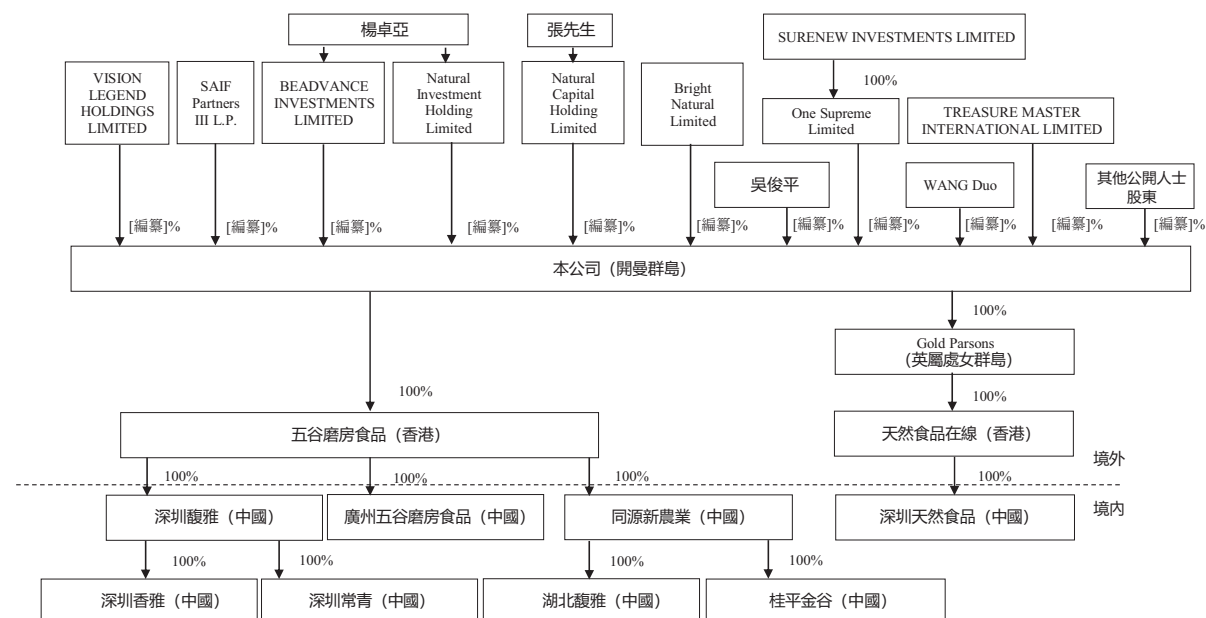 楊卓亞
張先生
SURENEW INVESTMENTS LIMITED
100%
VISION
LEGEND
HOLDINGS
LIMITED
SAIF
Partners
III L.P.
BEADVANCE
INVESTMENTS
LIMITED
Natural
Investment
Holding
Limited
Natural
Capital
Holding
Limited
Bright
Natural
Limited
One Supreme
Limited
TREASURE MASTER
INTERNATIONAL LIMITED
吳俊平
WANG Duo
其他公開人士
股東
[編纂]%
[編纂]%
[編纂]%
[編纂]%
[編纂]%
[編纂]%
[編纂]%
[編纂]%
[編纂]%
[編纂]%
[編纂]%
本公司（開曼群島）
100%
Gold Parsons
（英屬處女群島）
100%
100%
五谷磨房食品（香港）
天然食品在線（香港）
境外
100%
100%
100%
100%
境內
深圳馥雅（中國）
廣州五谷磨房食品（中國）
同源新農業（中國）
深圳天然食品（中國）
100%
100%
100%
100%
深圳香雅（中國）
深圳常青（中國）
湖北馥雅（中國）
桂平金谷（中國）